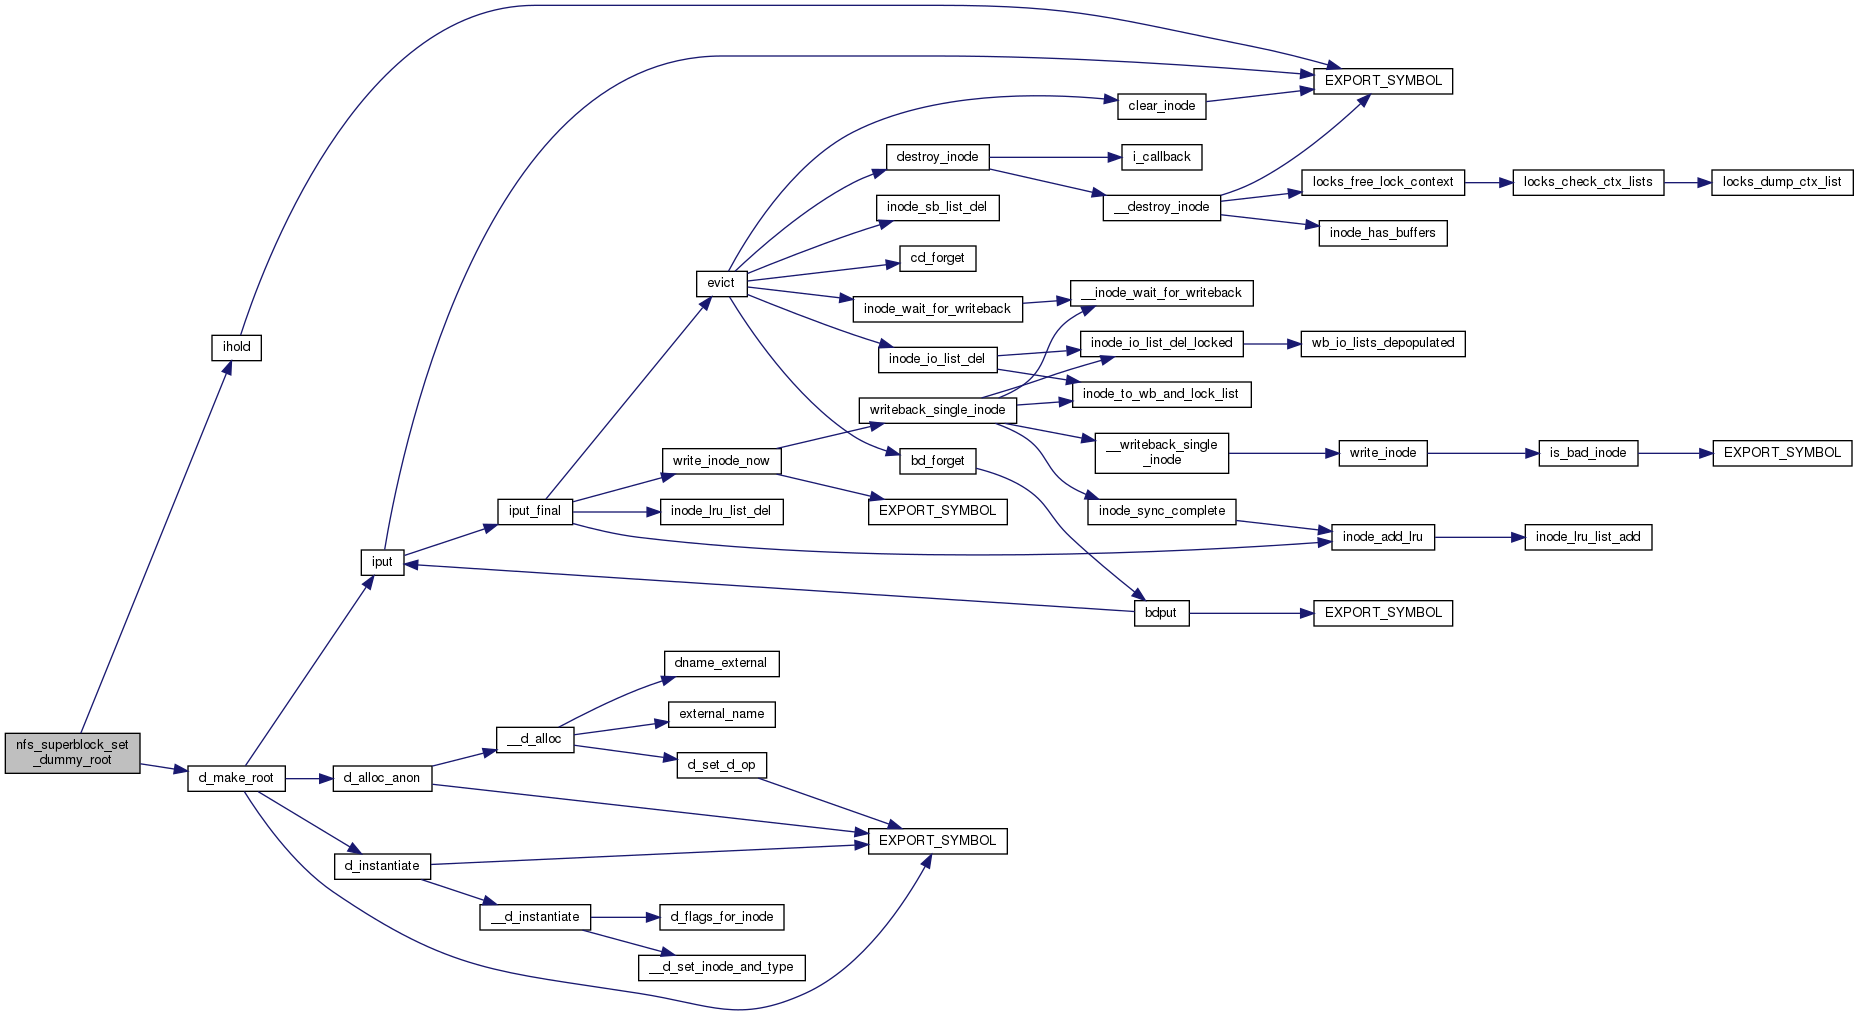 EXPORT_SYMBOL
clear_inode
destroy_inode
i_callback
locks_free_lock_context
locks_check_ctx_lists
locks_dump_ctx_list
inode_sb_list_del
__destroy_inode
inode_has_buffers
cd_forget
evict
__inode_wait_for_writeback
inode_wait_for_writeback
ihold
inode_io_list_del_locked
wb_io_lists_depopulated
inode_io_list_del
inode_to_wb_and_lock_list
writeback_single_inode
write_inode_now
bd_forget
__writeback_single
_inode
write_inode
is_bad_inode
EXPORT_SYMBOL
iput_final
inode_lru_list_del
EXPORT_SYMBOL
inode_sync_complete
inode_add_lru
inode_lru_list_add
iput
bdput
EXPORT_SYMBOL
dname_external
external_name
nfs_superblock_set
_dummy_root
__d_alloc
d_set_d_op
d_make_root
d_alloc_anon
EXPORT_SYMBOL
d_instantiate
__d_instantiate
d_flags_for_inode
__d_set_inode_and_type